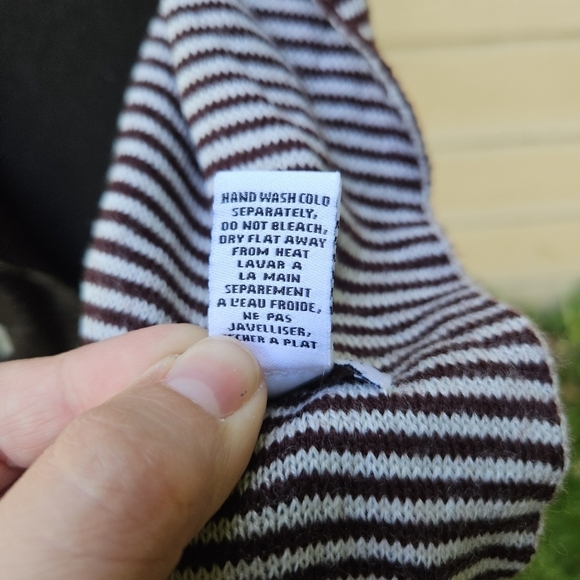 HAND WASH COLD
SEPARATELY,
DO NOT BLEACH,
DRY FLAT AWAY
FROM HEAT
LAVAR A
LA MAIN
SEPAREMENT
A L'EAU FROIDE,
NE PAS
JAVELLISER,
A PLAT